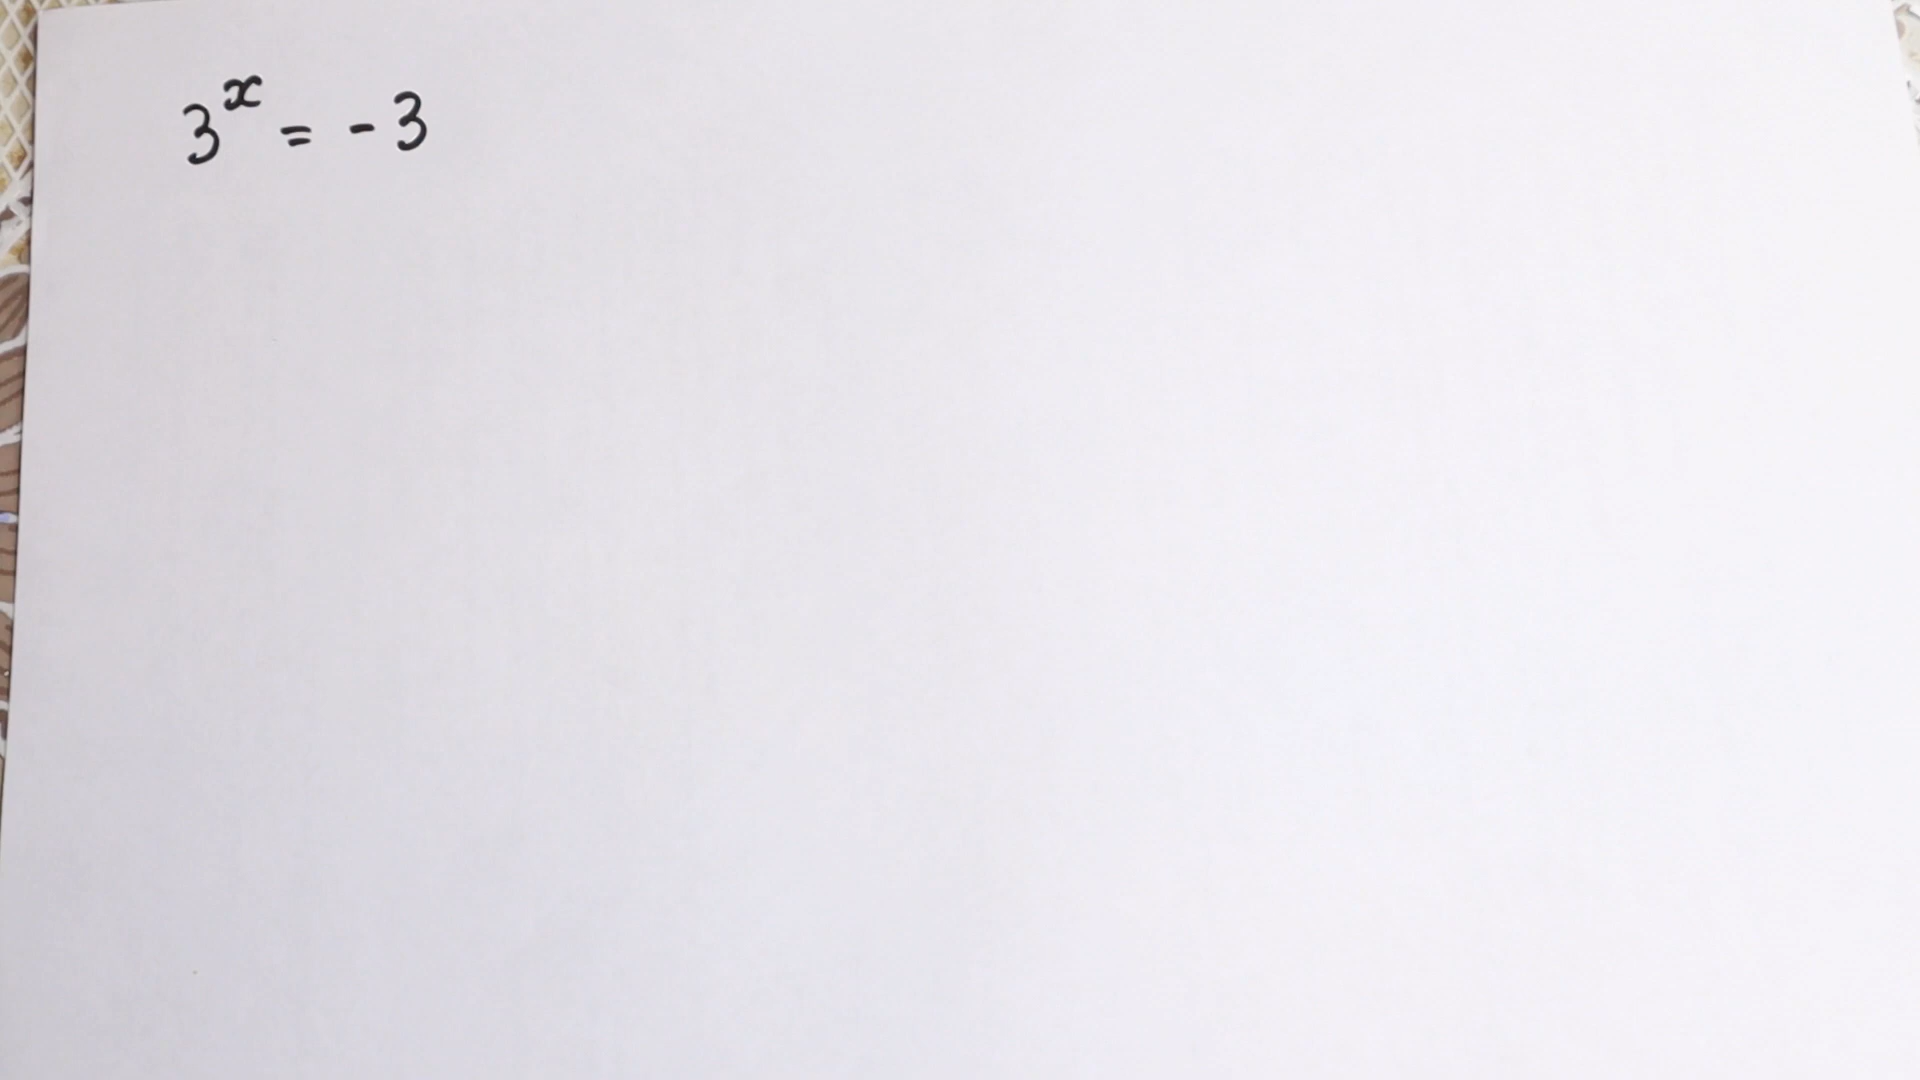 3^x = -3